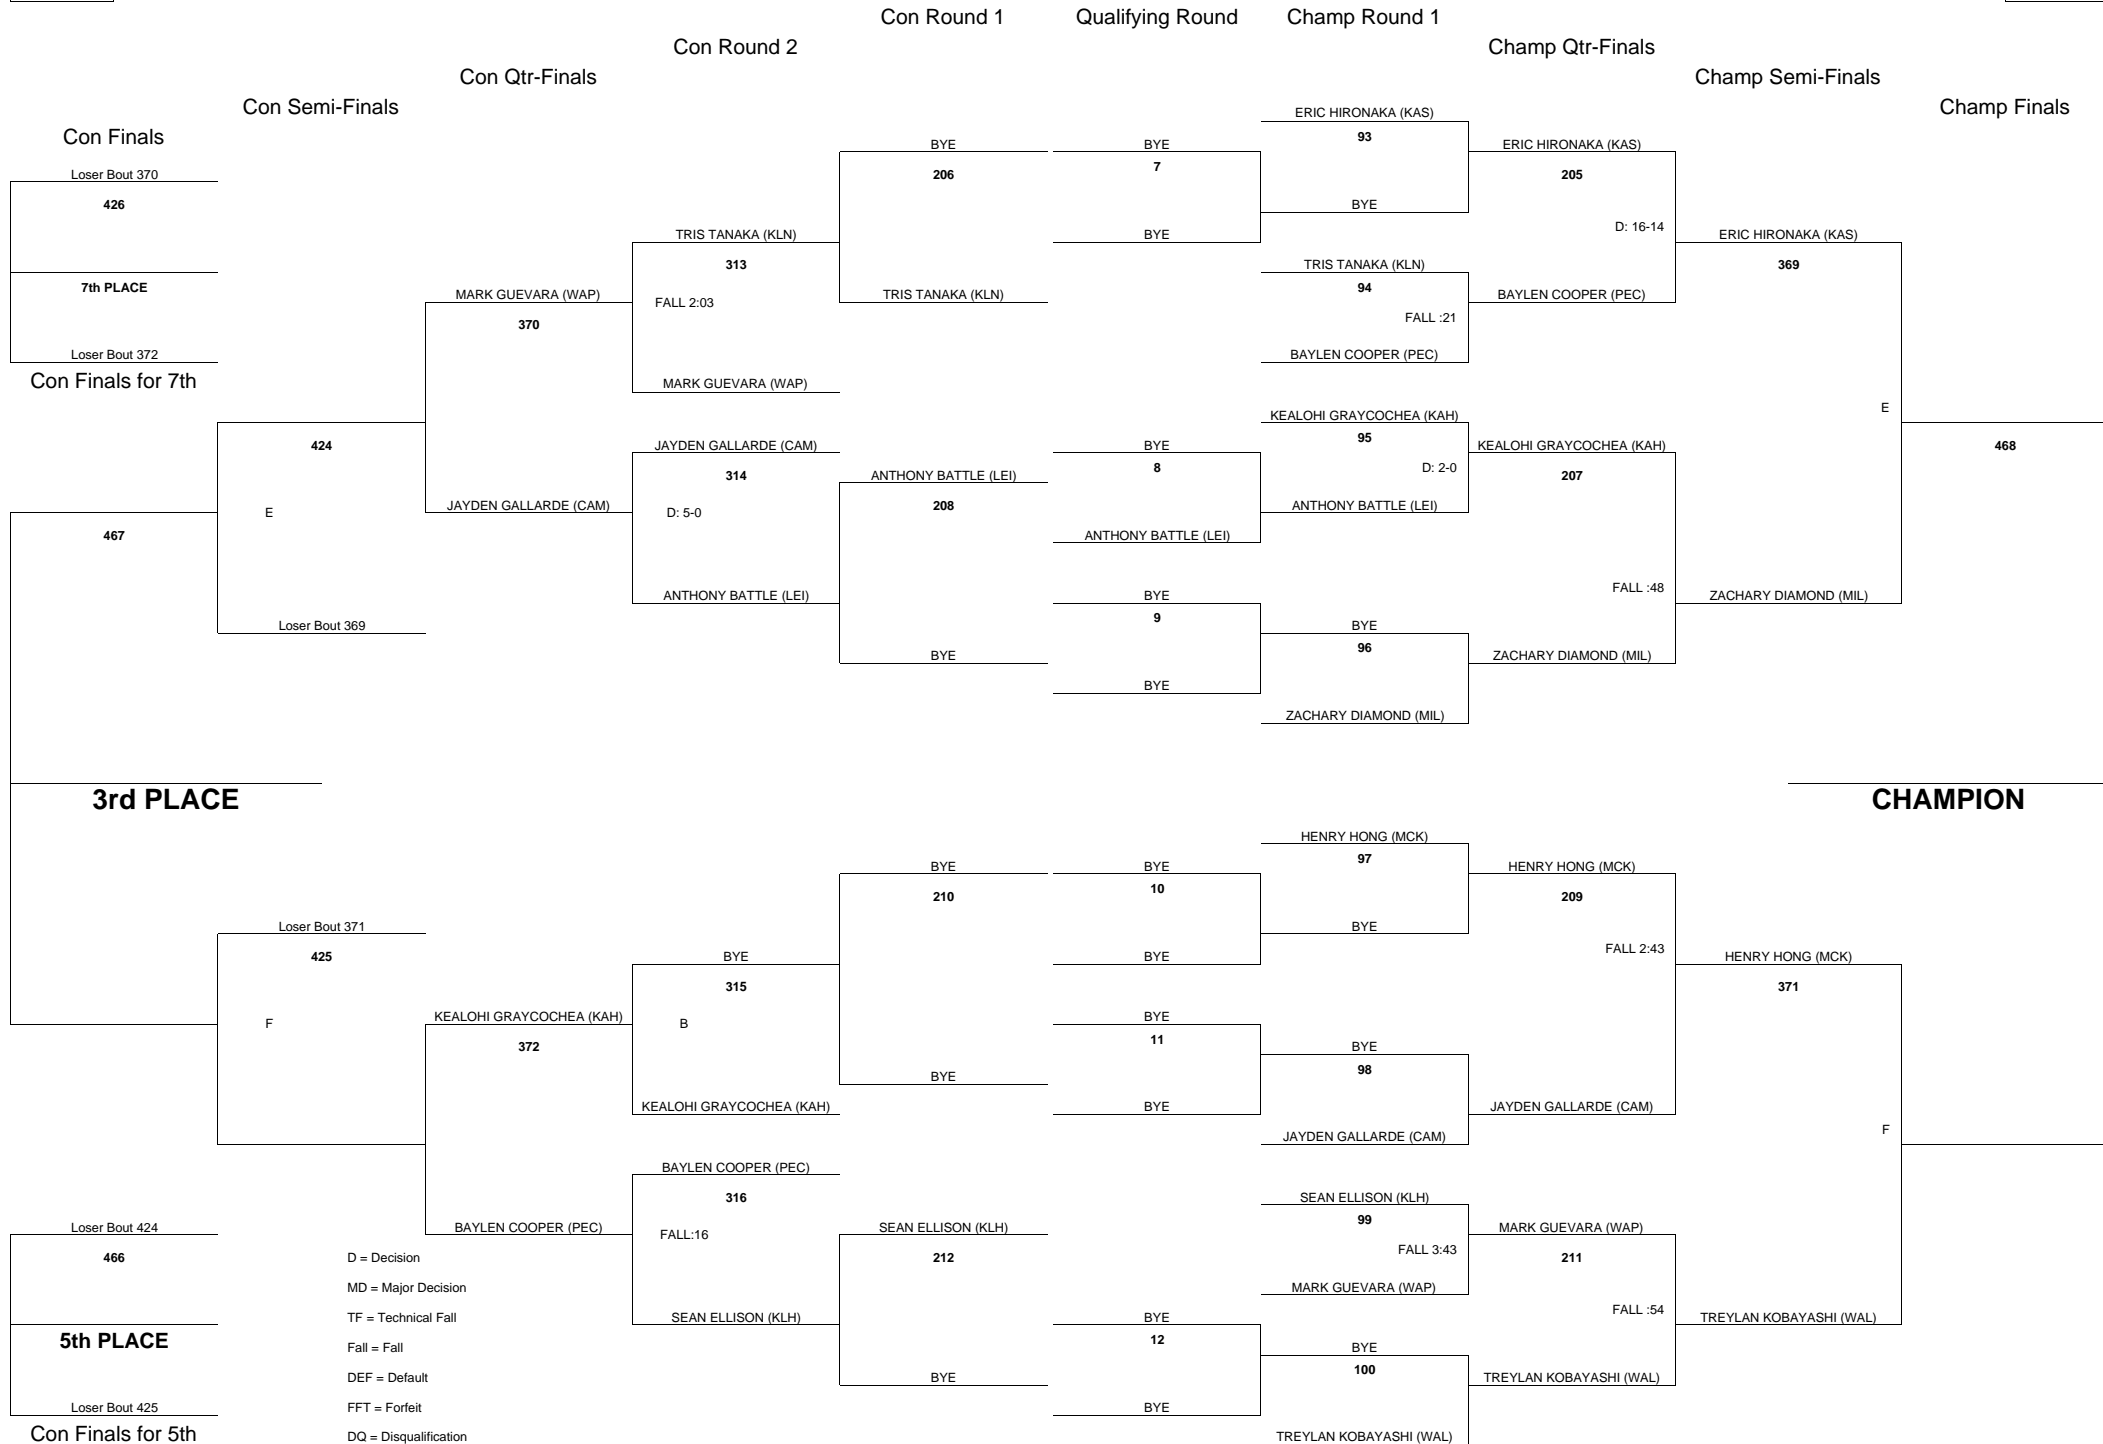 Con Round 1
Qualifying Round
Champ Round 1
Con Round 2
Champ Qtr-Finals
Con Qtr-Finals
Champ Semi-Finals
Con Semi-Finals
Champ Finals
Con Finals
Loser Bout 370
426
7th PLACE
Loser Bout 372
Con Finals for 7th
467
3rd PLACE
Loser Bout 424
466
5th PLACE
Loser Bout 425
Con Finals for 5th
424
E
Loser Bout 369
Loser Bout 371
425
F
D = Decision
MD = Major Decision
TF = Technical Fall
Fall = Fall
DEF = Default
FFT = Forfeit
DQ = Disqualification
MARK GUEVARA (WAP)
370
JAYDEN GALLARDE (CAM)
KEALOHI GRAYCOCHEA (KAH)
372
BAYLEN COOPER (PEC)
TRIS TANAKA (KLN)
313
FALL 2:03
MARK GUEVARA (WAP)
JAYDEN GALLARDE (CAM)
314
D: 5-0
ANTHONY BATTLE (LEI)
BYE
315
B
KEALOHI GRAYCOCHEA (KAH)
BAYLEN COOPER (PEC)
316
FALL:16
SEAN ELLISON (KLH)
BYE
206
TRIS TANAKA (KLN)
ANTHONY BATTLE (LEI)
208
BYE
BYE
210
BYE
SEAN ELLISON (KLH)
212
BYE
BYE
7
BYE
BYE
8
ANTHONY BATTLE (LEI)
BYE
9
BYE
BYE
10
BYE
BYE
11
BYE
BYE
12
BYE
ERIC HIRONAKA (KAS)
93
BYE
TRIS TANAKA (KLN)
94
FALL :21
BAYLEN COOPER (PEC)
KEALOHI GRAYCOCHEA (KAH)
95
D: 2-0
ANTHONY BATTLE (LEI)
BYE
96
ZACHARY DIAMOND (MIL)
HENRY HONG (MCK)
97
BYE
BYE
98
JAYDEN GALLARDE (CAM)
SEAN ELLISON (KLH)
99
FALL 3:43
MARK GUEVARA (WAP)
BYE
100
TREYLAN KOBAYASHI (WAL)
ERIC HIRONAKA (KAS)
205
D: 16-14
BAYLEN COOPER (PEC)
KEALOHI GRAYCOCHEA (KAH)
207
FALL :48
ZACHARY DIAMOND (MIL)
HENRY HONG (MCK)
209
FALL 2:43
JAYDEN GALLARDE (CAM)
MARK GUEVARA (WAP)
211
FALL :54
TREYLAN KOBAYASHI (WAL)
ERIC HIRONAKA (KAS)
369
E
ZACHARY DIAMOND (MIL)
HENRY HONG (MCK)
371
F
TREYLAN KOBAYASHI (WAL)
468
CHAMPION